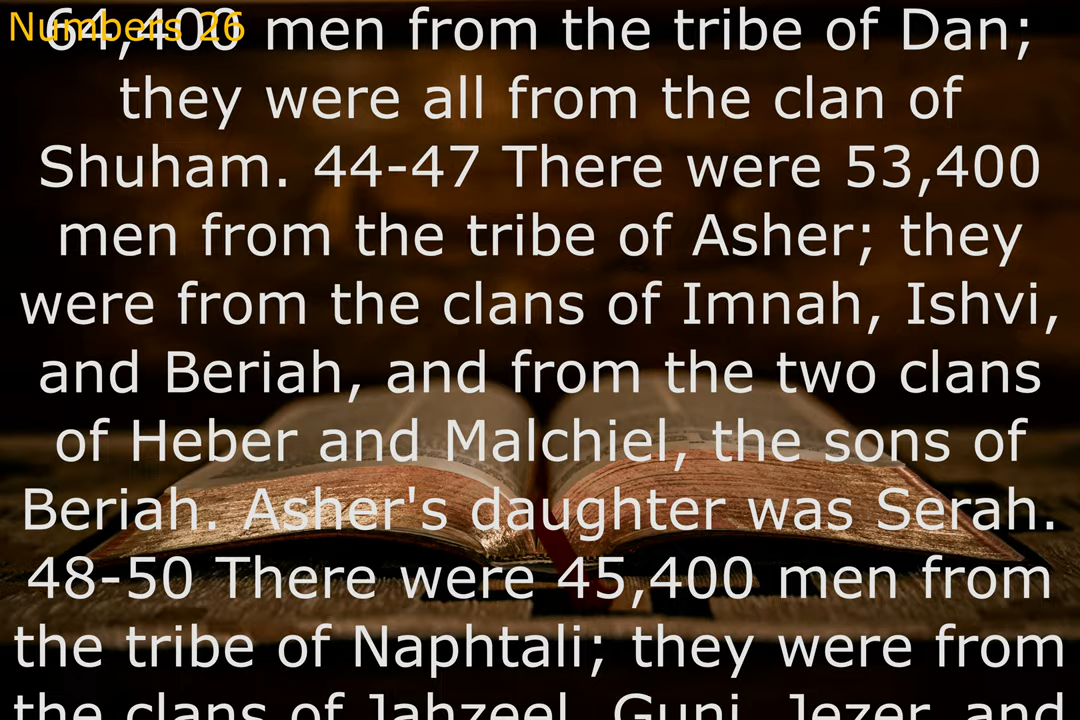 Numbers 26
64,400 men from the tribe of Dan;
they were all from the clan of
Shuham. 44-47 There were 53,400
men from the tribe of Asher; they
were from the clans of Imnah, Ishvi,
and Beriah, and from the two clans
of Heber and Malchiel, the sons of
Beriah. Asher's daughter was Serah.
48-50 There were 45,400 men from
the tribe of Naphtali; they were from
the clans of Jahzeel, Guni, Jezer, and